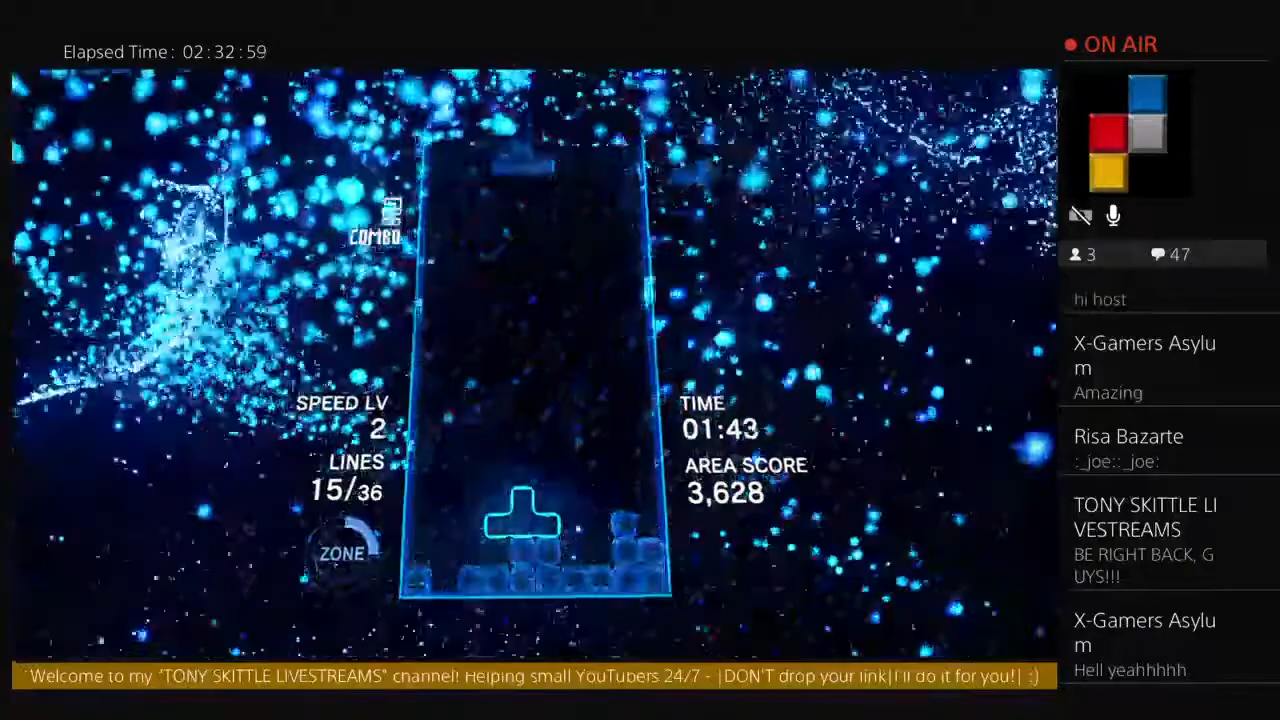 Elapsed Time: 02:32:59
COMBO
SPEED LV
2
LINES
15/36
ZONE
TIME
01:43
AREA SCORE
3,628
"Welcome to my "TONY SKITTLE LIVESTREAMS" channel! Helping small YouTubers 24/7 - |DON'T drop your link|I'll do it for you!| :)
ON AIR
3 47
hi host
X-Gamers Asylu
m
Amazing
Risa Bazarte
:_joe::_joe:
TONY SKITTLE LI
VESTREAMS
BE RIGHT BACK, G
UYS!!!
X-Gamers Asylu
m
Hell yeahhhhh